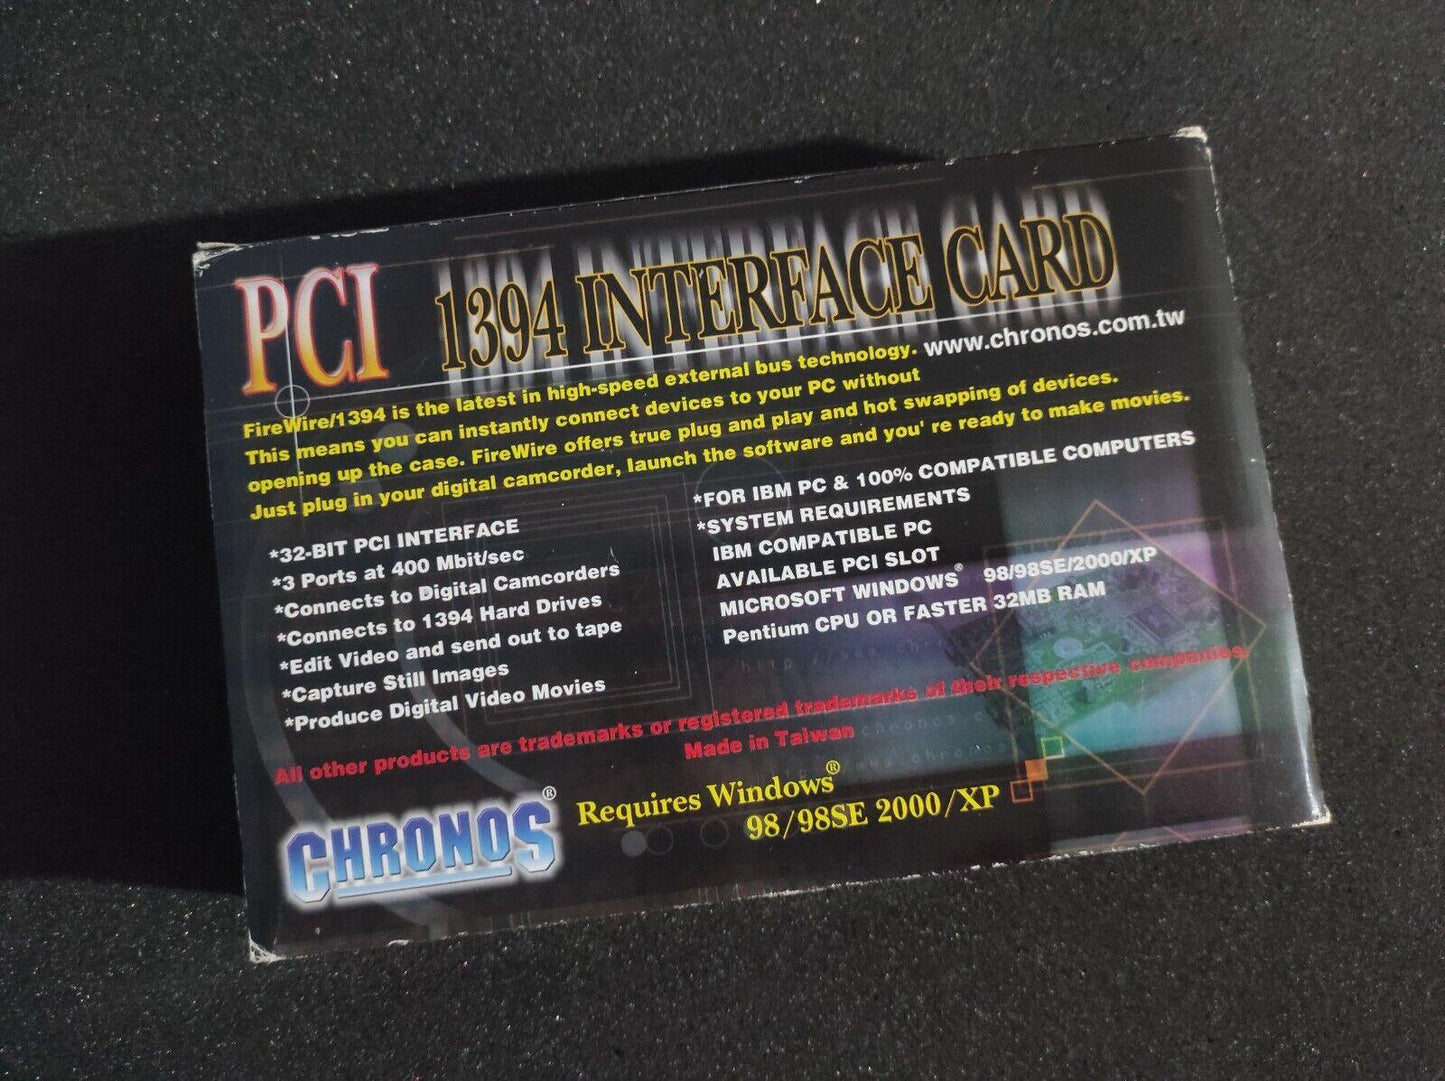 PCI 1394 INTERFACE CARD
www.chronos.com.tw
FireWire/1394 is the latest in high-speed external bus technology.
This means you can instantly connect devices to your PC without
opening up the case. FireWire offers true plug and play and hot swapping of devices.
Just plug in your digital camcorder, launch the software and you' re ready to make movies.
*32-BIT PCI INTERFACE
*3 Ports at 400 Mbit/sec
*Connects to Digital Camcorders
*Connects to 1394 Hard Drives
*Edit Video and send out to tape
*Capture Still Images
*Produce Digital Video Movies
*FOR IBM PC & 100% COMPATIBLE COMPUTERS
*SYSTEM REQUIREMENTS
IBM COMPATIBLE PC
AVAILABLE PCI SLOT
MICROSOFT WINDOWS® 98/98SE/2000/XP
Pentium CPU OR FASTER 32MB RAM
All other products are trademarks or registered trademarks of their respective companies.
Made in Taiwan
CHRONOS®
Requires Windows®
98/98SE 2000/XP